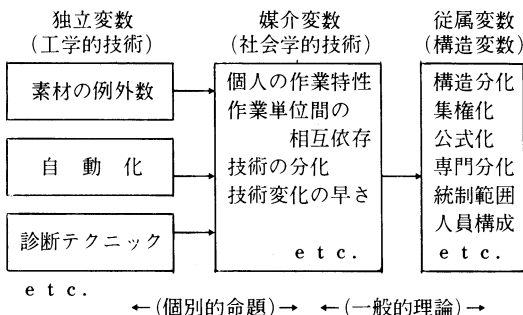 独立変数
(工学的技術)
素材の例外数
自動化
診断テクニック
etc.
媒介変数
(社会学的技術)
個人の作業特性
作業単位間の
相互依存
技術の分化
技術変化の早さ
etc.
従属変数
(構造変数)
構造分化
集権化
公式化
専門分化
統制範囲
人員構成
etc.
←(個別的命題)→ ←(一般的理論)→